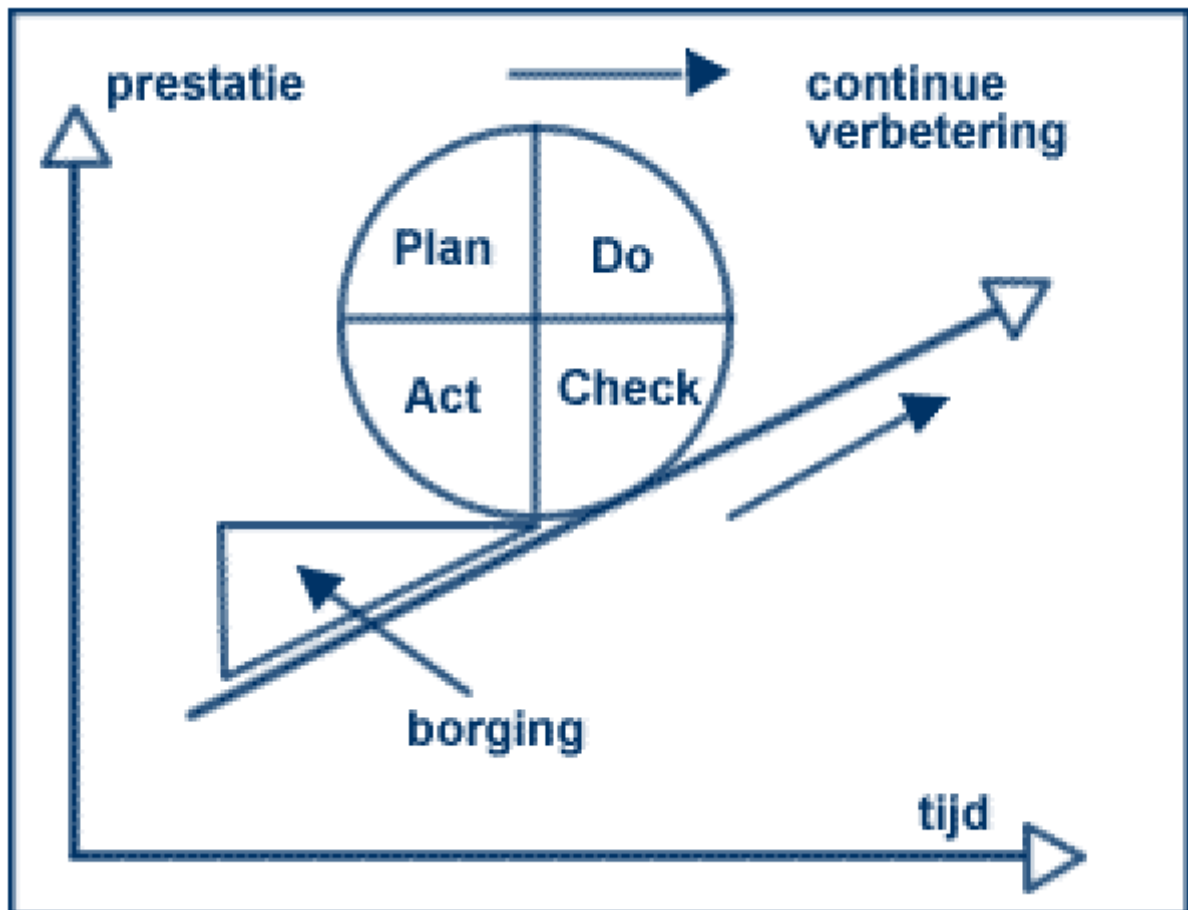 prestatie
continue
verbetering
Plan
Do
Act
Check
borging
tijd